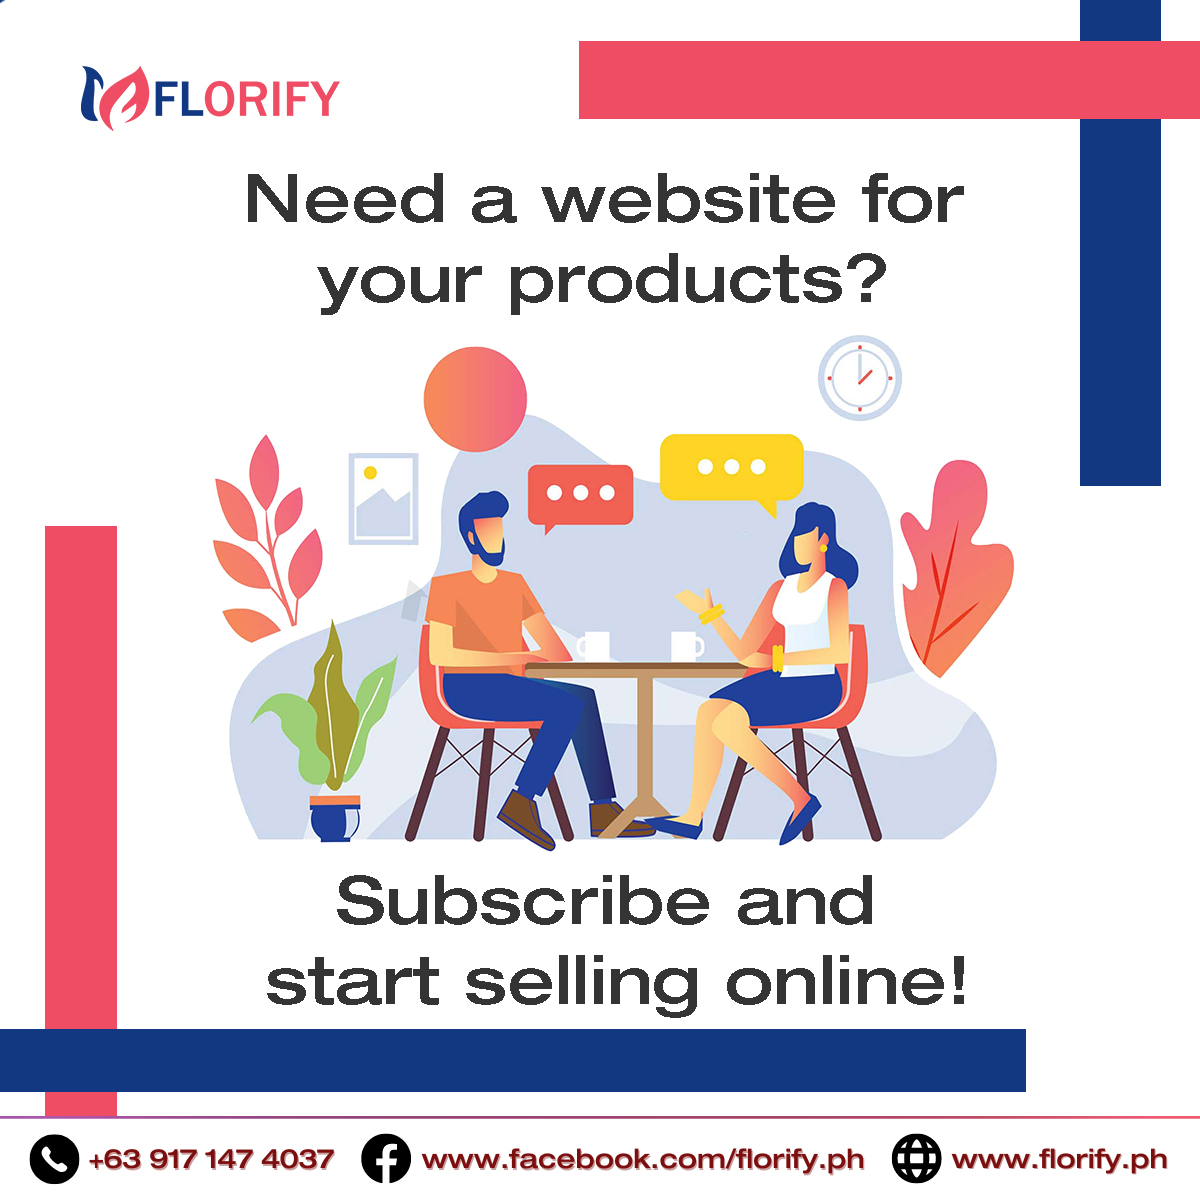 FLORIFY
Need a website for
your products?
Subscribe and
start selling online!
+63 917 147 4037 www.facebook.com/florify.ph www.florify.ph